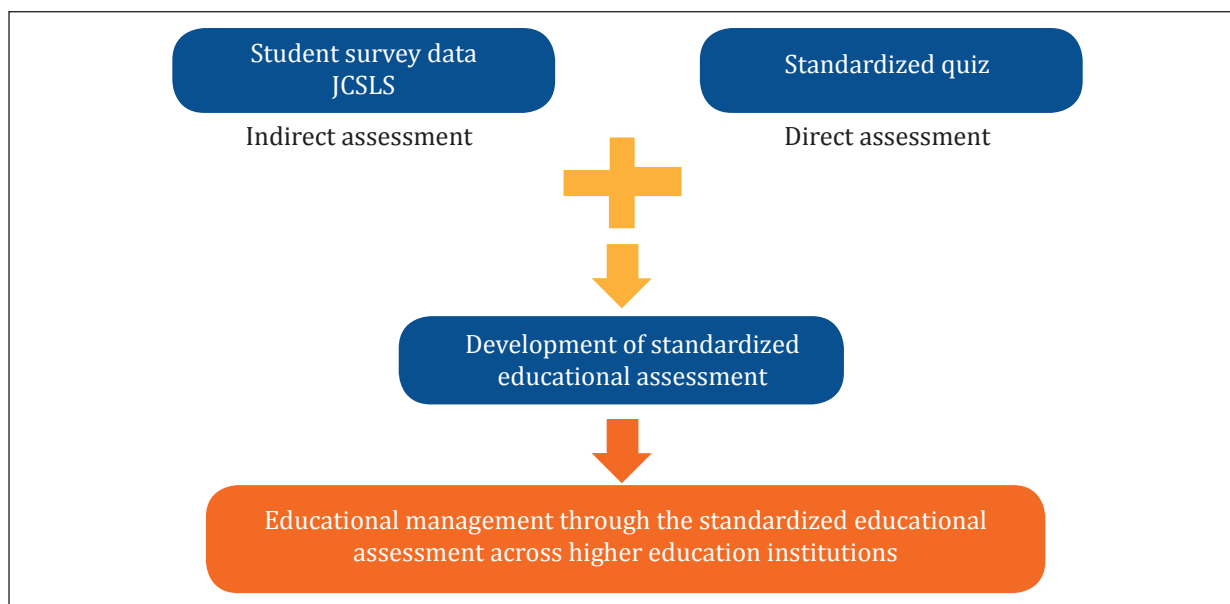 Student survey data
JCSLS
Standardized quiz
Indirect assessment
Direct assessment
Development of standardized
educational assessment
Educational management through the standardized educational
assessment across higher education institutions